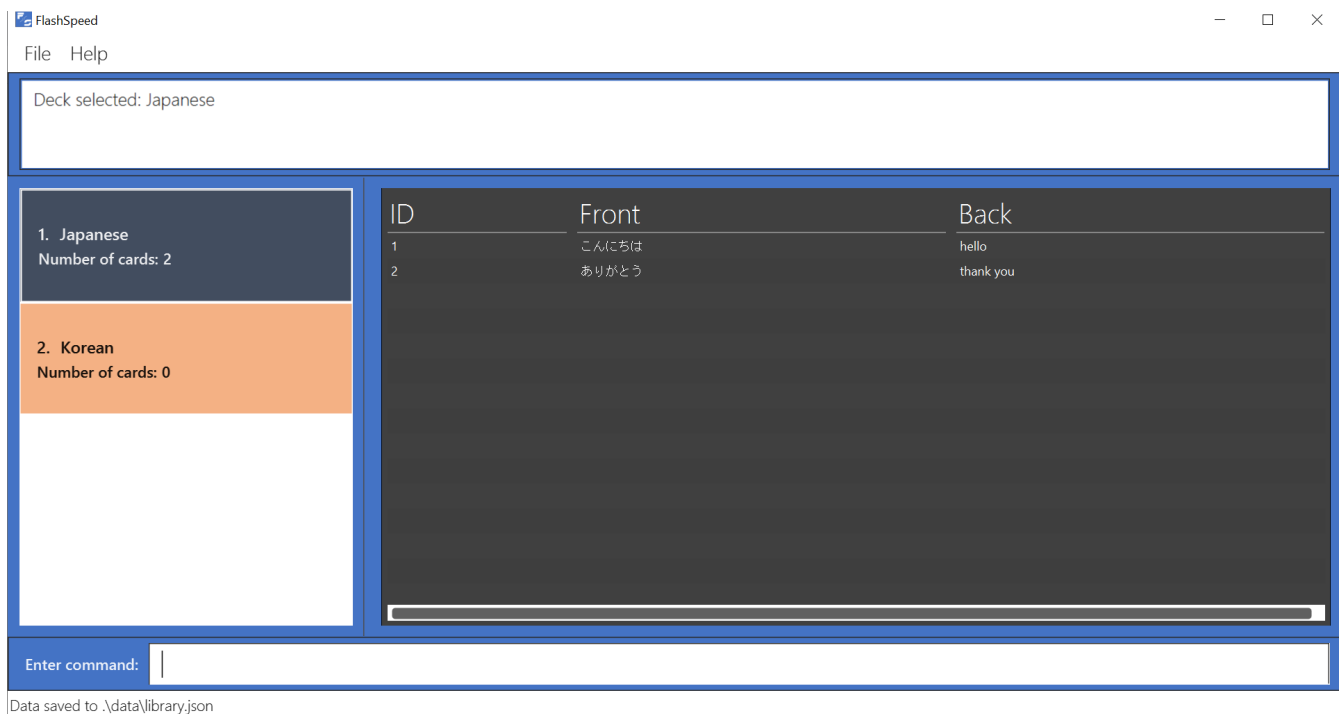 FlashSpeed
File Help
Deck selected: Japanese
1. Japanese
Number of cards: 2
2. Korean
Number of cards: 0
ID Front Back
1 こんにちは hello
2 ありがとう thank you
Enter command:
Data saved to .\data\library.json